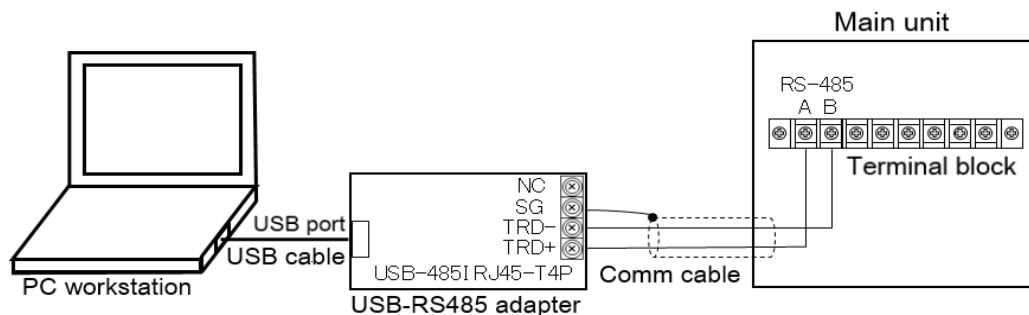 Main unit
RS-485
A B
Terminal block
NC
SG
TRD-
TRD+
USB-485I RJ45-T4P
USB port
USB cable
Comm cable
PC workstation
USB-RS485 adapter